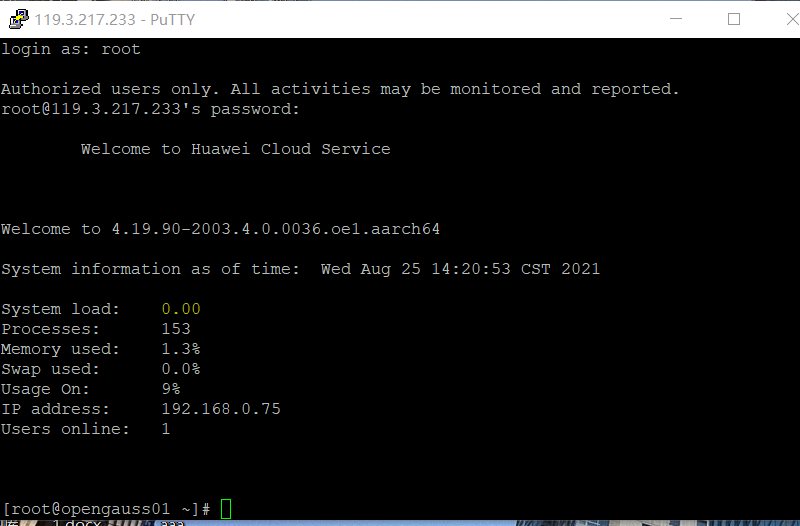 119.3.217.233 - PuTTY
login as: root
Authorized users only. All activities may be monitored and reported.
root@119.3.217.233's password:
Welcome to Huawei Cloud Service
Welcome to 4.19.90-2003.4.0.0036.oe1.aarch64
System information as of time:  Wed Aug 25 14:20:53 CST 2021
System load:    0.00
Processes:      153
Memory used:    1.3%
Swap used:      0.0%
Usage On:       9%
IP address:     192.168.0.75
Users online:   1
[root@opengauss01 ~]#
1.docx aaa